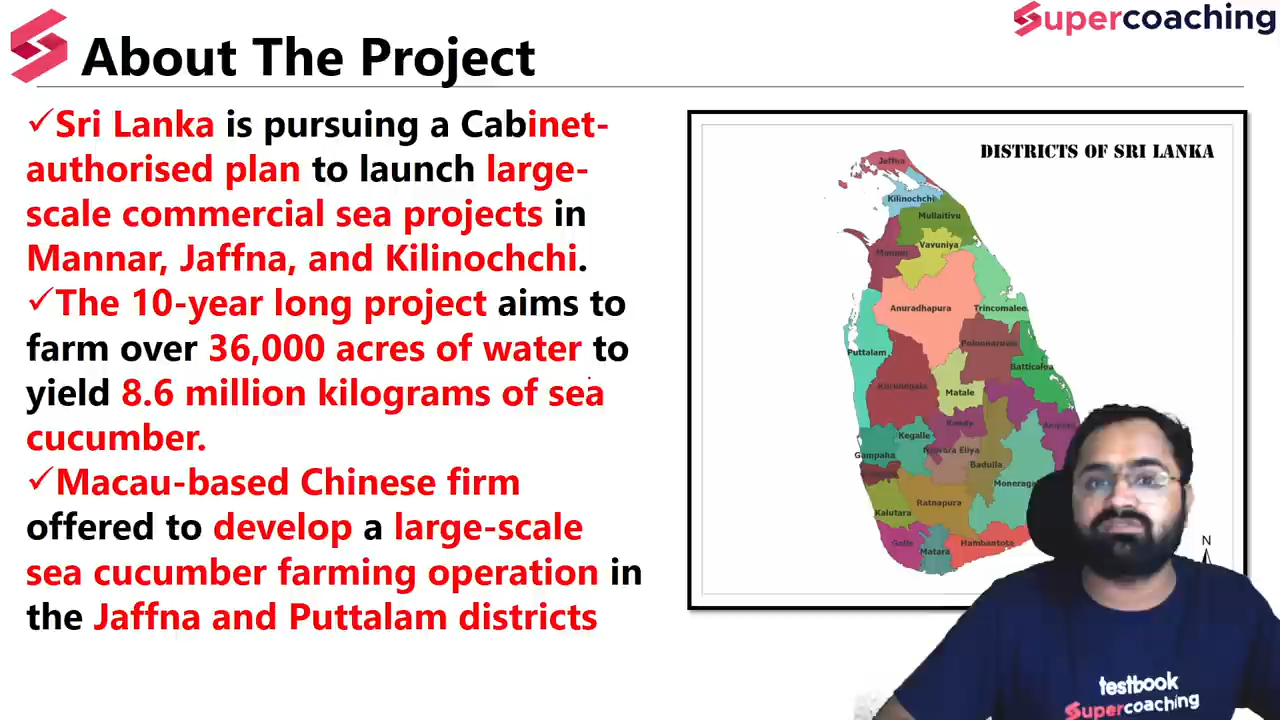 Supercoaching
About The Project
✓Sri Lanka is pursuing a Cabinet-
authorised plan to launch large-
scale commercial sea projects in
Mannar, Jaffna, and Kilinochchi.
✓The 10-year long project aims to
farm over 36,000 acres of water to
yield 8.6 million kilograms of sea
cucumber.
✓Macau-based Chinese firm
offered to develop a large-scale
sea cucumber farming operation in
the Jaffna and Puttalam districts
DISTRICTS OF SRI LANKA
Jaffna
Kilinochchi
Mullaitivu
Vavuniya
Mannar
Anuradhapura
Trincomalee
Polonnaruwa
Puttalam
Batticaloa
Kurunegala
Matale
Kandy
Kegalle
Nuwara Eliya
Gampaha
Badulla
Moneraga
Ratnapura
Kalutara
Galle
Matara
Hambantota
N
testbook
Supercoaching